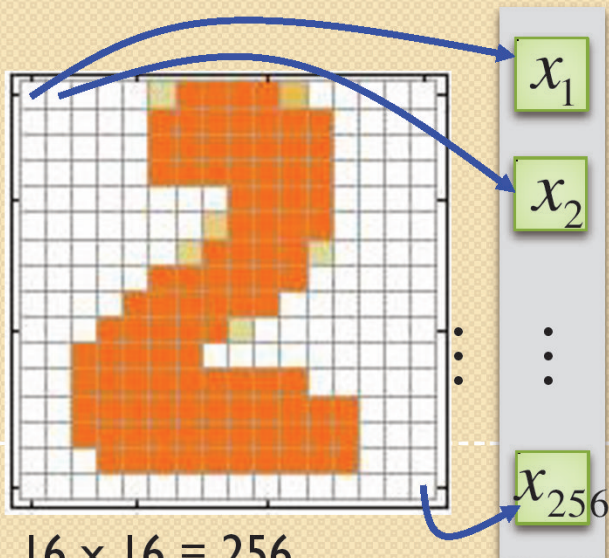 x₁
x₂
⋮ ⋮
x₂₅₆
16 x 16 = 256